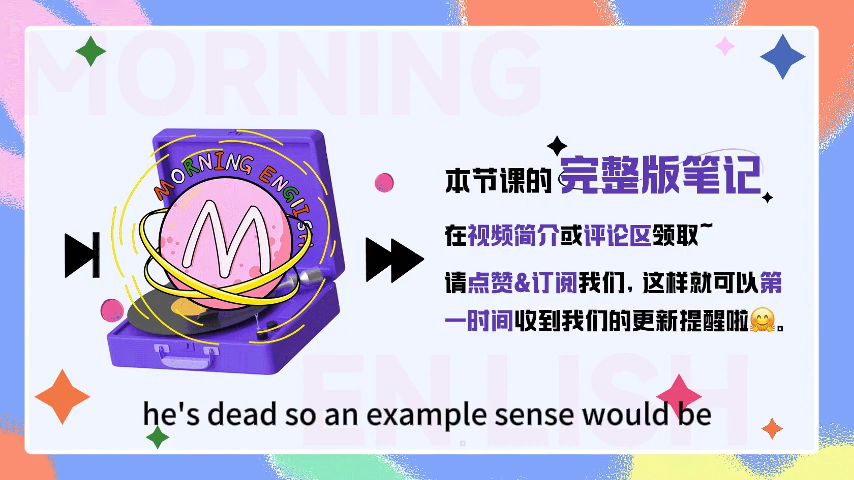 MORNING
MORNING ENGLISH
M
本节课的 完整版笔记
在视频简介或评论区领取~
请点赞&订阅我们，这样就可以第
一时间收到我们的更新提醒啦🤗。
EN LISH
he's dead so an example sense would be